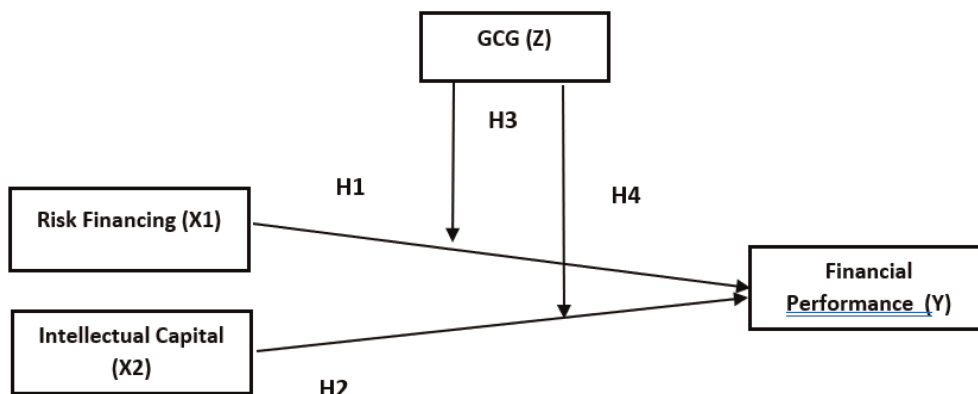 GCG (Z)
H3
H1
H4
Risk Financing (X1)
Financial
Performance (Y)
Intellectual Capital
(X2)
H2